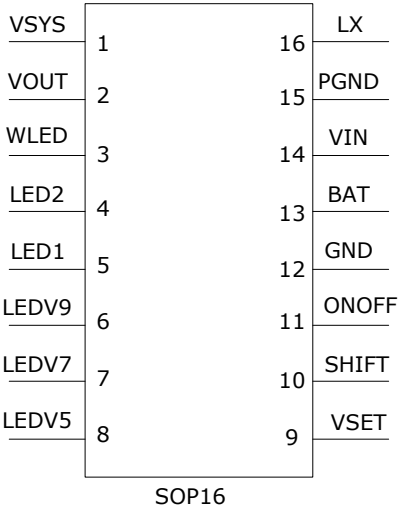 VSYS 1 16 LX
VOUT 2 15 PGND
WLED 3 14 VIN
LED2 4 13 BAT
LED1 5 12 GND
LEDV9 6 11 ONOFF
LEDV7 7 10 SHIFT
LEDV5 8 9 VSET
SOP16